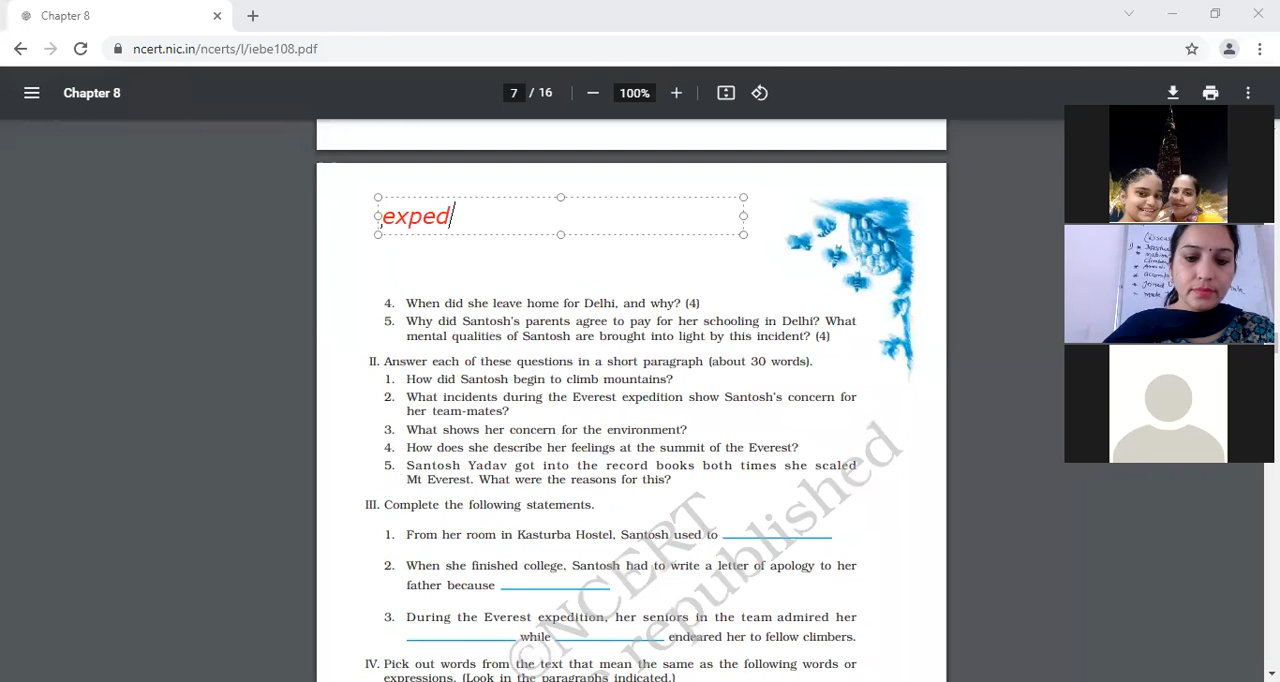 Chapter 8
ncert.nic.in/ncerts/l/iebe108.pdf
Chapter 8
7 / 16
100%
exped
4. When did she leave home for Delhi, and why? (4)
5. Why did Santosh's parents agree to pay for her schooling in Delhi? What
mental qualities of Santosh are brought into light by this incident? (4)
II. Answer each of these questions in a short paragraph (about 30 words).
1. How did Santosh begin to climb mountains?
2. What incidents during the Everest expedition show Santosh's concern for
her team-mates?
3. What shows her concern for the environment?
4. How does she describe her feelings at the summit of the Everest?
5. Santosh Yadav got into the record books both times she scaled
Mt Everest. What were the reasons for this?
III. Complete the following statements.
1. From her room in Kasturba Hostel, Santosh used to
2. When she finished college, Santosh had to write a letter of apology to her
father because
3. During the Everest expedition, her seniors in the team admired her
while endeared her to fellow climbers.
IV. Pick out words from the text that mean the same as the following words or
expressions. (Look in the paragraphs indicated.)
©NCERT
republished